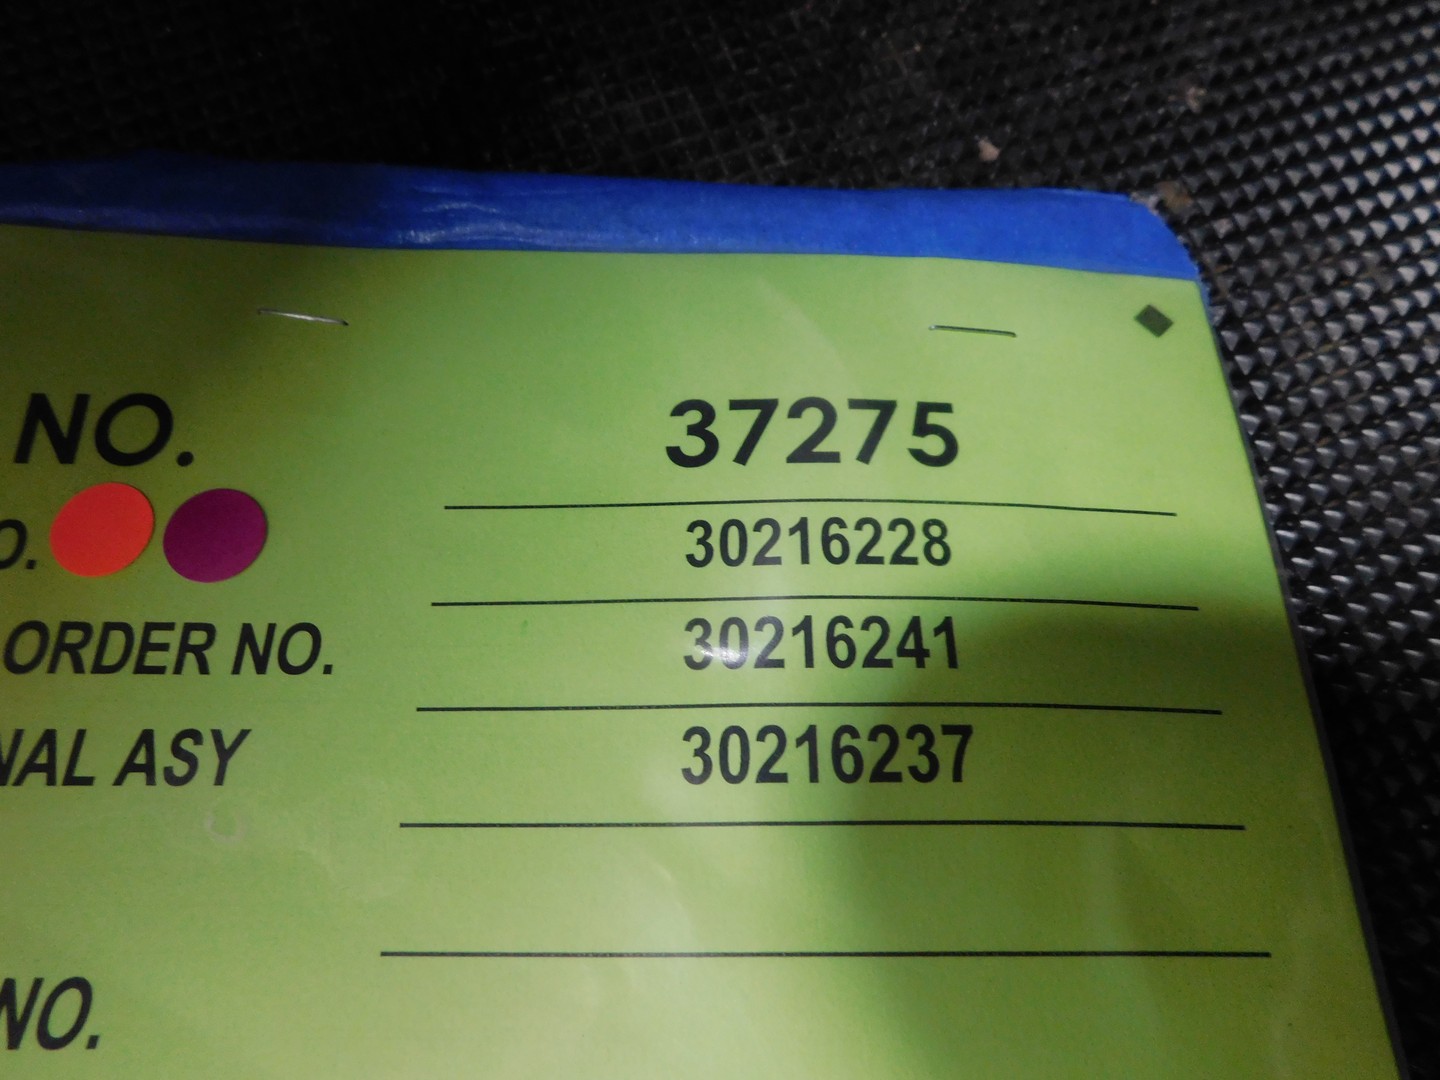 NO. 37275
O. 30216228
ORDER NO. 30216241
NAL ASY 30216237
NO.